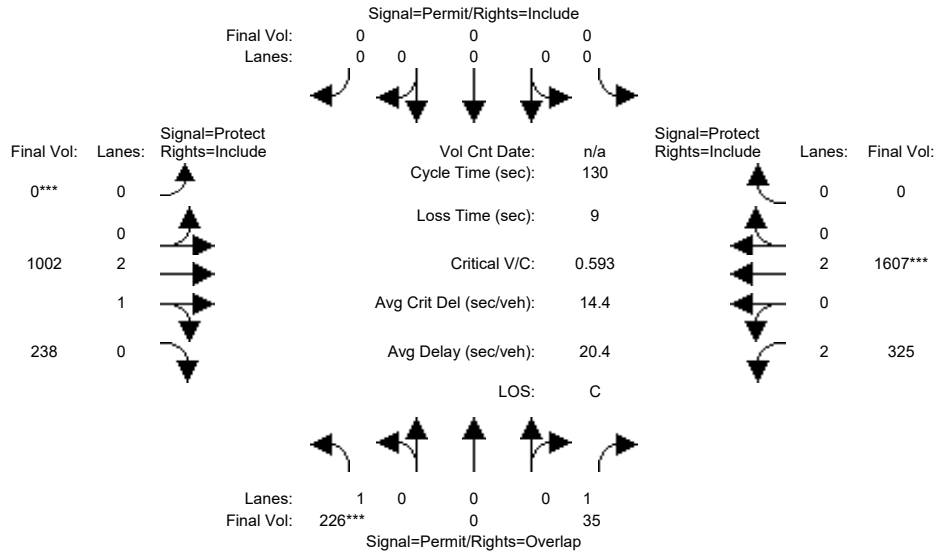 Signal=Permit/Rights=Include
Final Vol: 0 0 0
Lanes: 0 0 0 0 0
Signal=Protect Signal=Protect
Final Vol: Lanes: Rights=Include Vol Cnt Date: n/a Rights=Include Lanes: Final Vol:
Cycle Time (sec): 130
0*** 0 0 0
Loss Time (sec): 9
0 0
1002 2 Critical V/C: 0.593 2 1607***
1 Avg Crit Del (sec/veh): 14.4 0
238 0 Avg Delay (sec/veh): 20.4 2 325
LOS: C
Lanes: 1 0 0 0 1
Final Vol: 226*** 0 35
Signal=Permit/Rights=Overlap